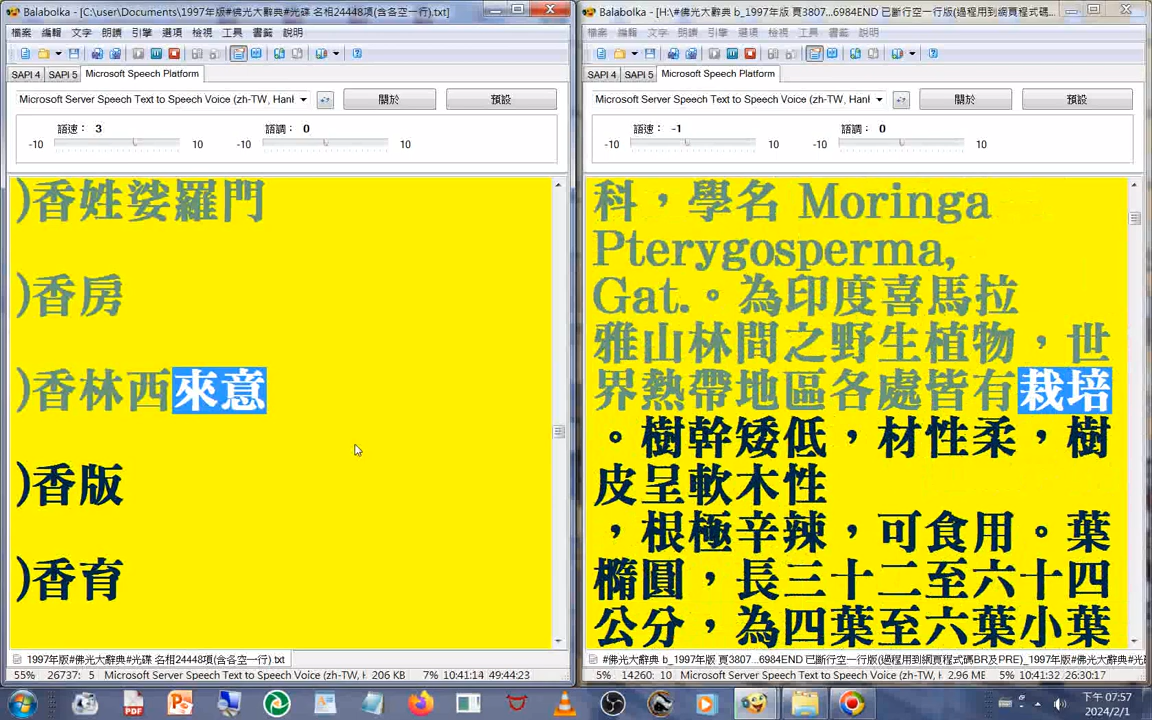 Balabolka - [C:\user\Documents\1997年版#佛光大辭典#光碟 名相24448項(含各空一行).txt]
檔案 編輯 文字 朗讀 引擎 選項 檢視 工具 書籤 說明
SAPI 4 SAPI 5 Microsoft Speech Platform
Microsoft Server Speech Text to Speech Voice (zh-TW, Hanl
關於
預設
語速： 3 語調： 0
-10 10 -10 10
)香姓娑羅門
)香房
)香林西來意
)香版
)香育
1997年版#佛光大辭典#光碟 名相24448項(含各空一行).txt
55% 26737: 5 Microsoft Server Speech Text to Speech Voice (zh-TW, H 206 KB 7% 10:41:14 49:44:23
Balabolka - [H:\#佛光大辭典 b_1997年版 頁3807...6984END 已斷行空一行版(過程用到網頁程式碼...
檔案 編輯 文字 朗讀 引擎 選項 檢視 工具 書籤 說明
SAPI 4 SAPI 5 Microsoft Speech Platform
Microsoft Server Speech Text to Speech Voice (zh-TW, Hanl
關於
預設
語速： -1 語調： 0
-10 10 -10 10
科，學名 Moringa
Pterygosperma,
Gat.。為印度喜馬拉
雅山林間之野生植物，世
界熱帶地區各處皆有栽培
。樹幹矮低，材性柔，樹
皮呈軟木性
，根極辛辣，可食用。葉
橢圓，長三十二至六十四
公分，為四葉至六葉小葉
#佛光大辭典 b_1997年版 頁3807...6984END 已斷行空一行版(過程用到網頁程式碼BR及PRE)_1997年版#光
5% 14260: 10 Microsoft Server Speech Text to Speech Voice (zh-TW, H 2.96 ME 5% 10:41:32 26:30:17
下午 07:57
2024/2/1